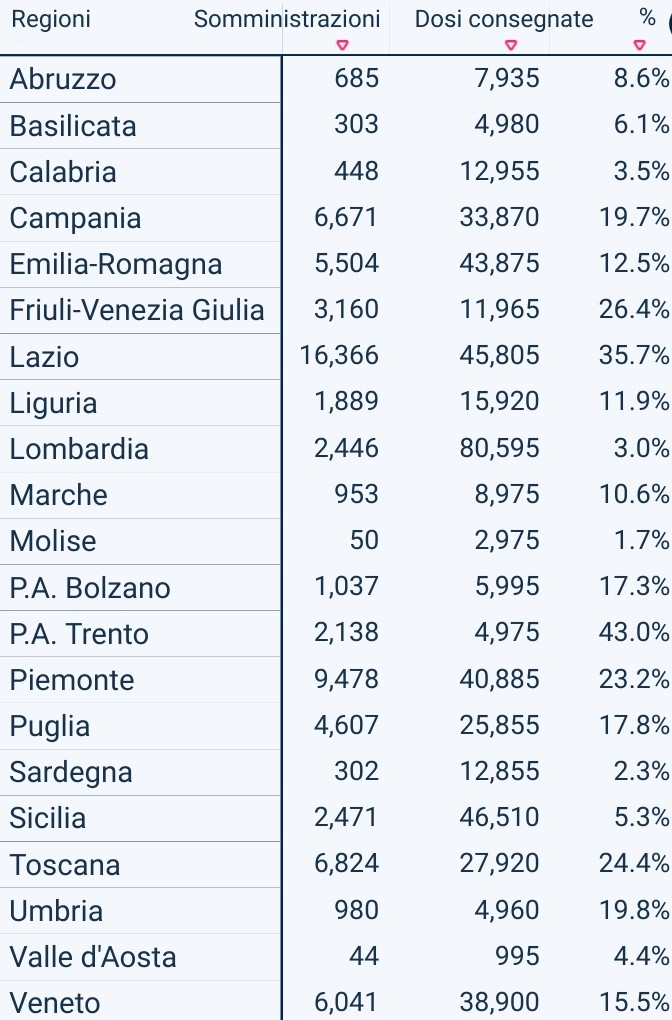 Regioni Somministrazioni Dosi consegnate %
Abruzzo 685 7,935 8.6%
Basilicata 303 4,980 6.1%
Calabria 448 12,955 3.5%
Campania 6,671 33,870 19.7%
Emilia-Romagna 5,504 43,875 12.5%
Friuli-Venezia Giulia 3,160 11,965 26.4%
Lazio 16,366 45,805 35.7%
Liguria 1,889 15,920 11.9%
Lombardia 2,446 80,595 3.0%
Marche 953 8,975 10.6%
Molise 50 2,975 1.7%
P.A. Bolzano 1,037 5,995 17.3%
P.A. Trento 2,138 4,975 43.0%
Piemonte 9,478 40,885 23.2%
Puglia 4,607 25,855 17.8%
Sardegna 302 12,855 2.3%
Sicilia 2,471 46,510 5.3%
Toscana 6,824 27,920 24.4%
Umbria 980 4,960 19.8%
Valle d'Aosta 44 995 4.4%
Veneto 6,041 38,900 15.5%